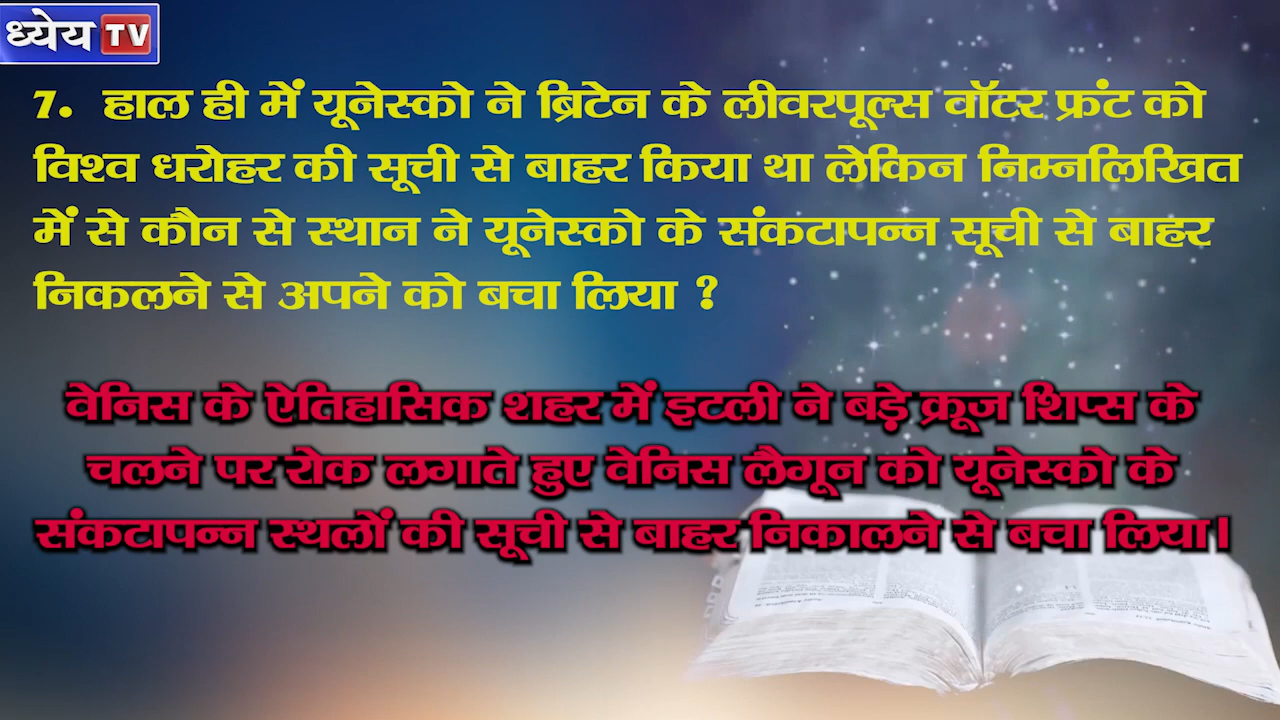 ध्येय TV
7. हाल ही में यूनेस्को ने ब्रिटेन के लीवरपूल्स वॉटर फ्रंट को
विश्व धरोहर की सूची से बाहर किया था लेकिन निम्नलिखित
में से कौन से स्थान ने यूनेस्को के संकटापन्न सूची से बाहर
निकलने से अपने को बचा लिया ?
वेनिस के ऐतिहासिक शहर में इटली ने बड़े क्रूज शिप्स के
चलने पर रोक लगाते हुए वेनिस लैगून को यूनेस्को के
संकटापन्न स्थलों की सूची से बाहर निकालने से बचा लिया।